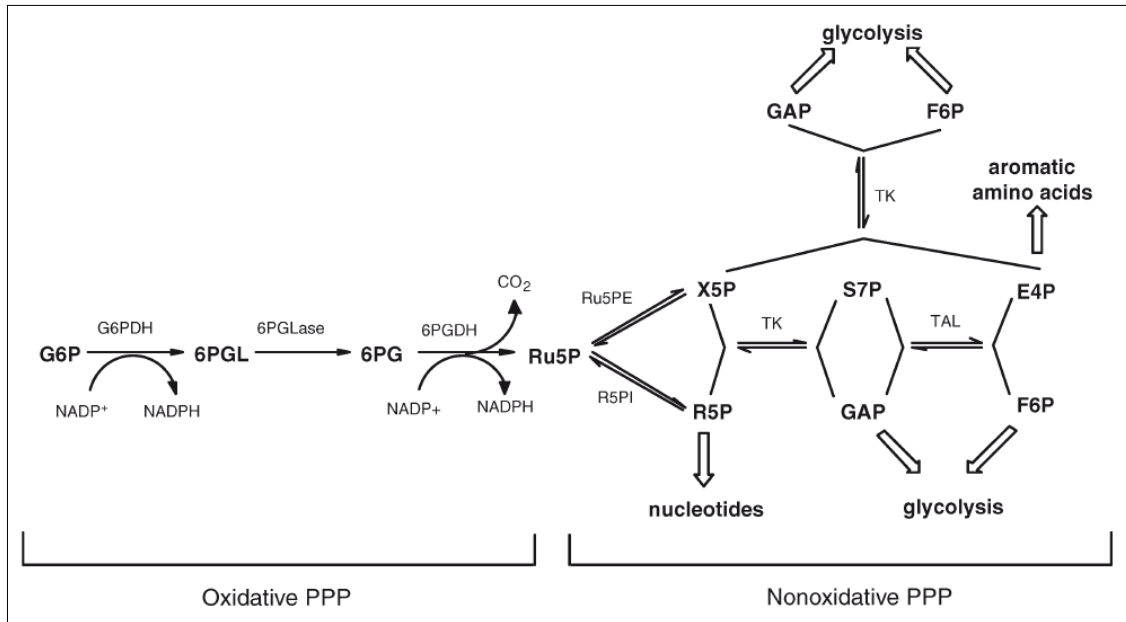 glycolysis
GAP
F6P
TK
aromatic
amino acids
CO₂
Ru5PE
X5P
S7P
E4P
G6PDH
6PGLase
6PGDH
TK
TAL
G6P
6PGL
6PG
Ru5P
NADP⁺
NADPH
NADP+
NADPH
R5PI
R5P
GAP
F6P
nucleotides
glycolysis
Oxidative PPP
Nonoxidative PPP